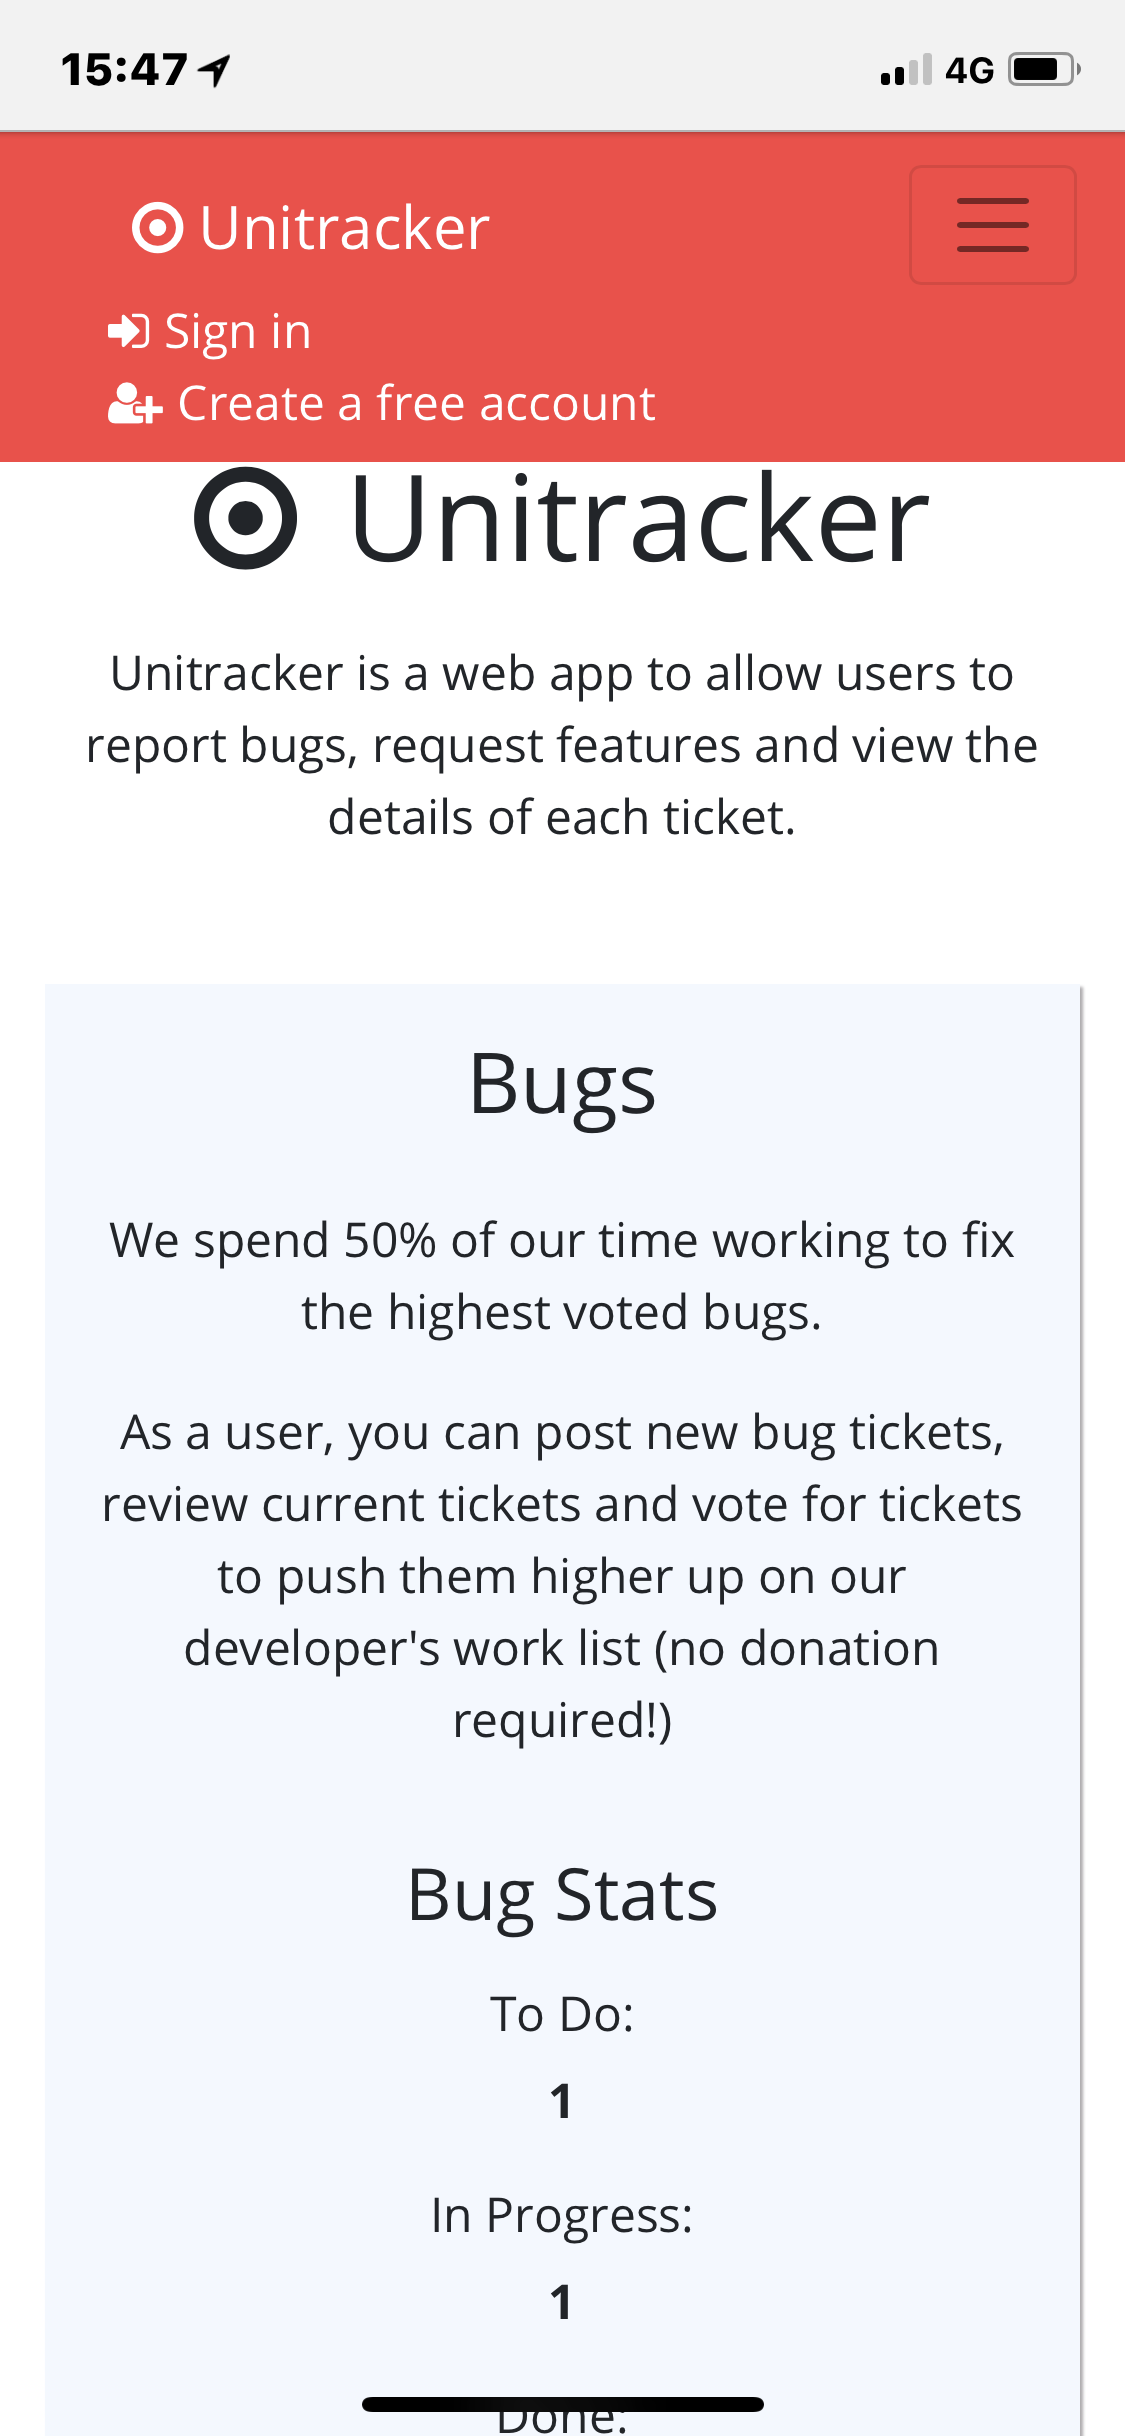 15:47
4G
Unitracker
Sign in
Create a free account
Unitracker
Unitracker is a web app to allow users to
report bugs, request features and view the
details of each ticket.
Bugs
We spend 50% of our time working to fix
the highest voted bugs.
As a user, you can post new bug tickets,
review current tickets and vote for tickets
to push them higher up on our
developer's work list (no donation
required!)
Bug Stats
To Do:
1
In Progress:
1
Done: